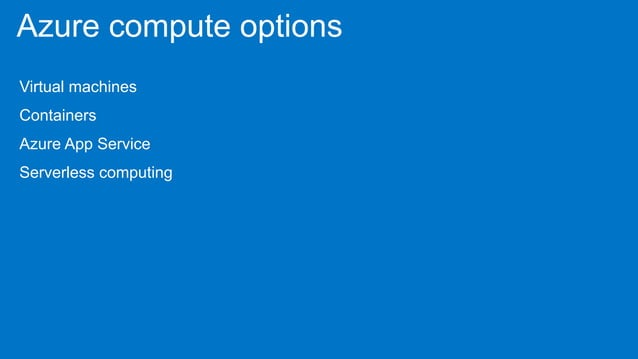 Azure compute options
Virtual machines
Containers
Azure App Service
Serverless computing